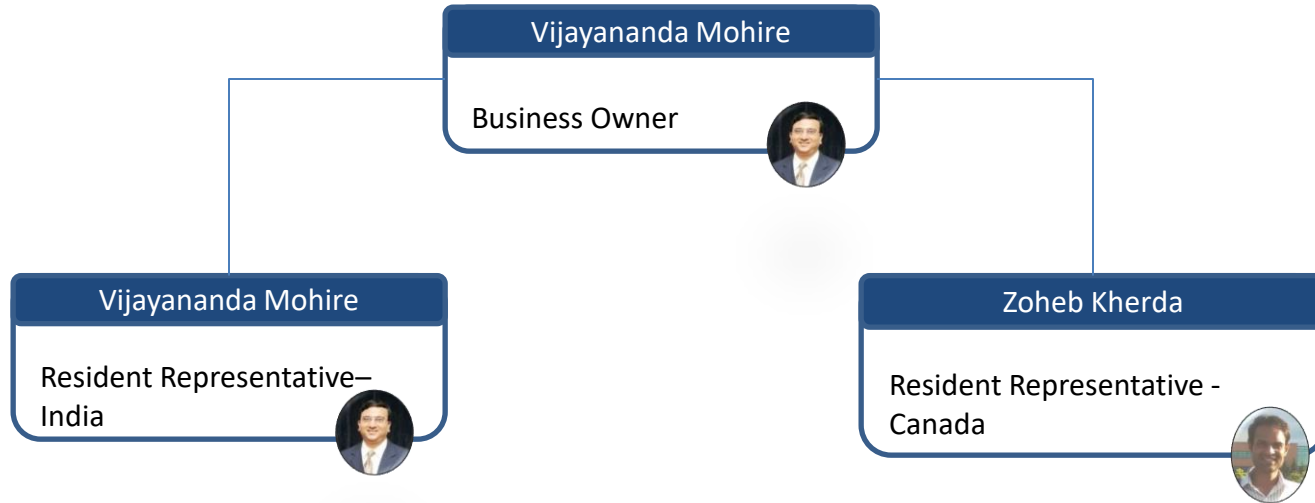 Vijayananda Mohire
Business Owner
Vijayananda Mohire
Resident Representative–
India
Zoheb Kherda
Resident Representative -
Canada